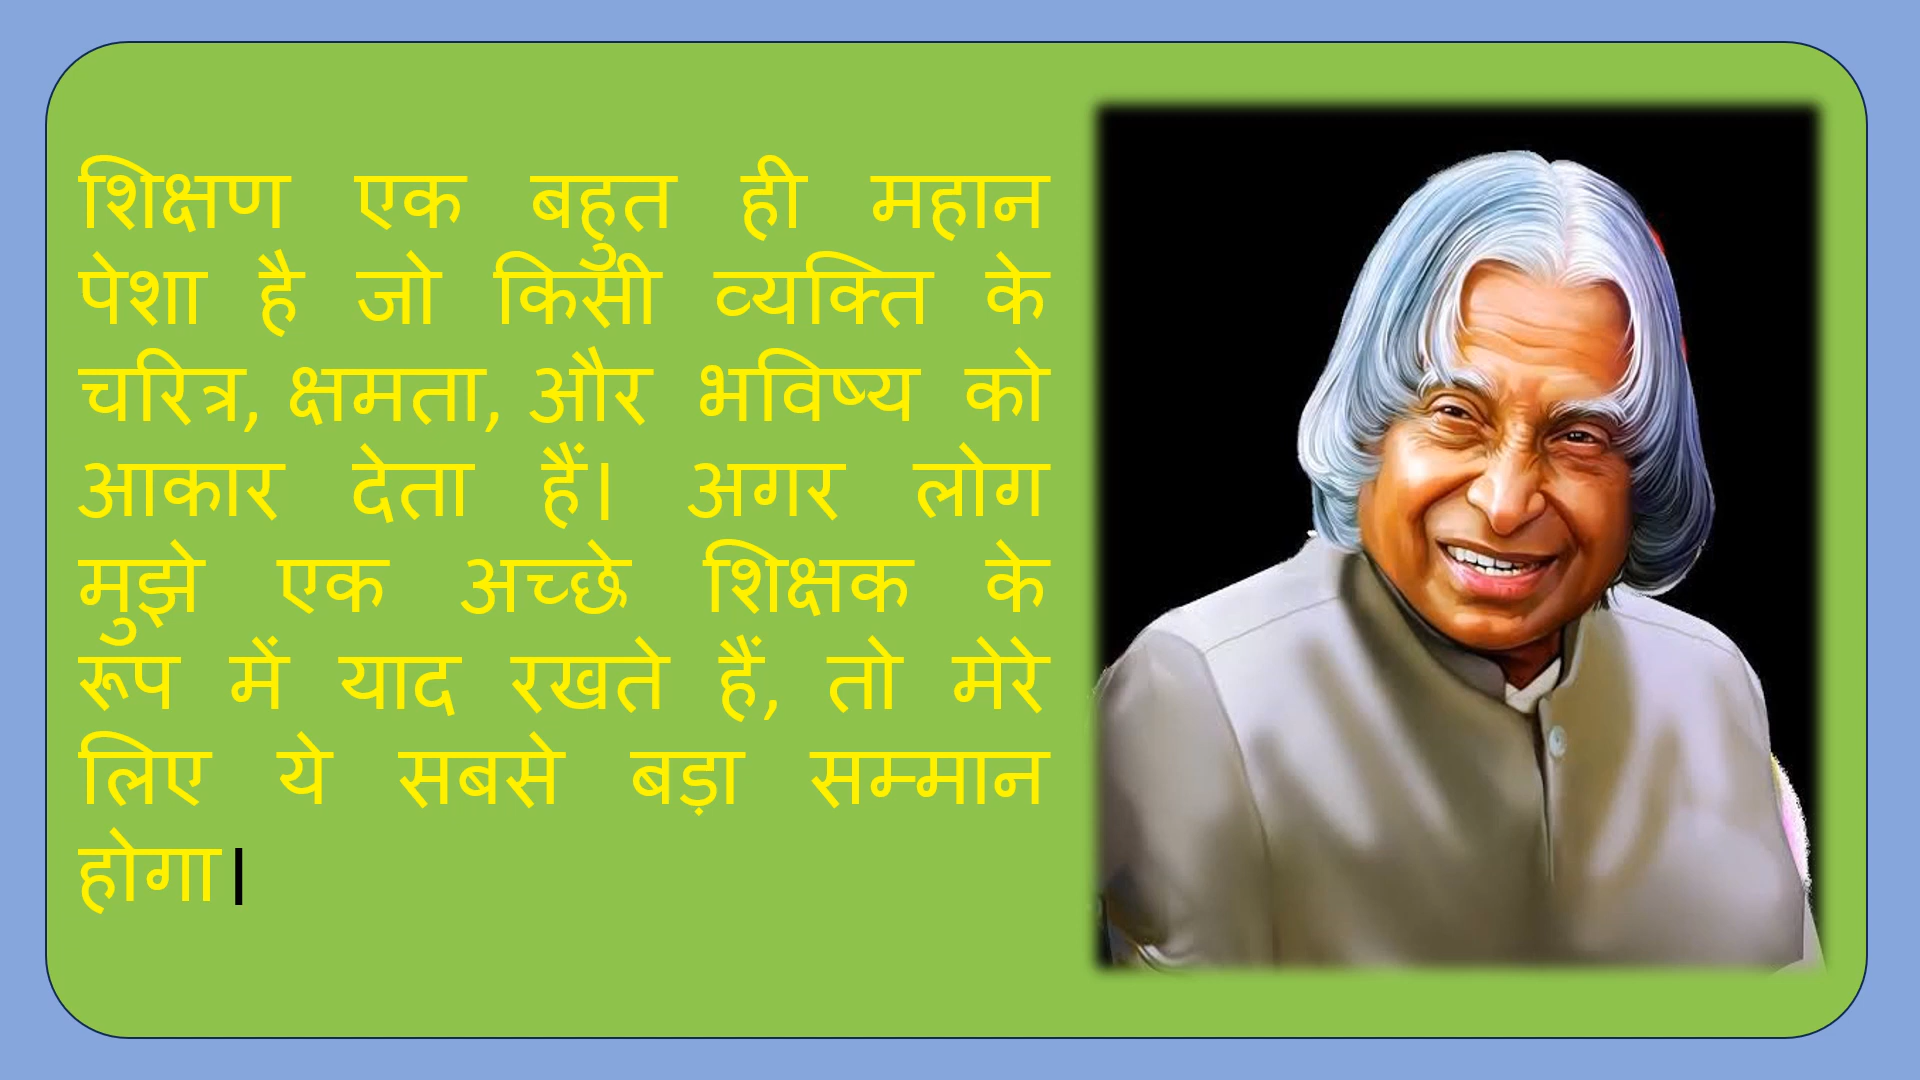 शिक्षण एक बहुत ही महान
पेशा है जो किसी व्यक्ति के
चरित्र, क्षमता, और भविष्य को
आकार देता हैं। अगर लोग
मुझे एक अच्छे शिक्षक के
रूप में याद रखते हैं, तो मेरे
लिए ये सबसे बड़ा सम्मान
होगा।